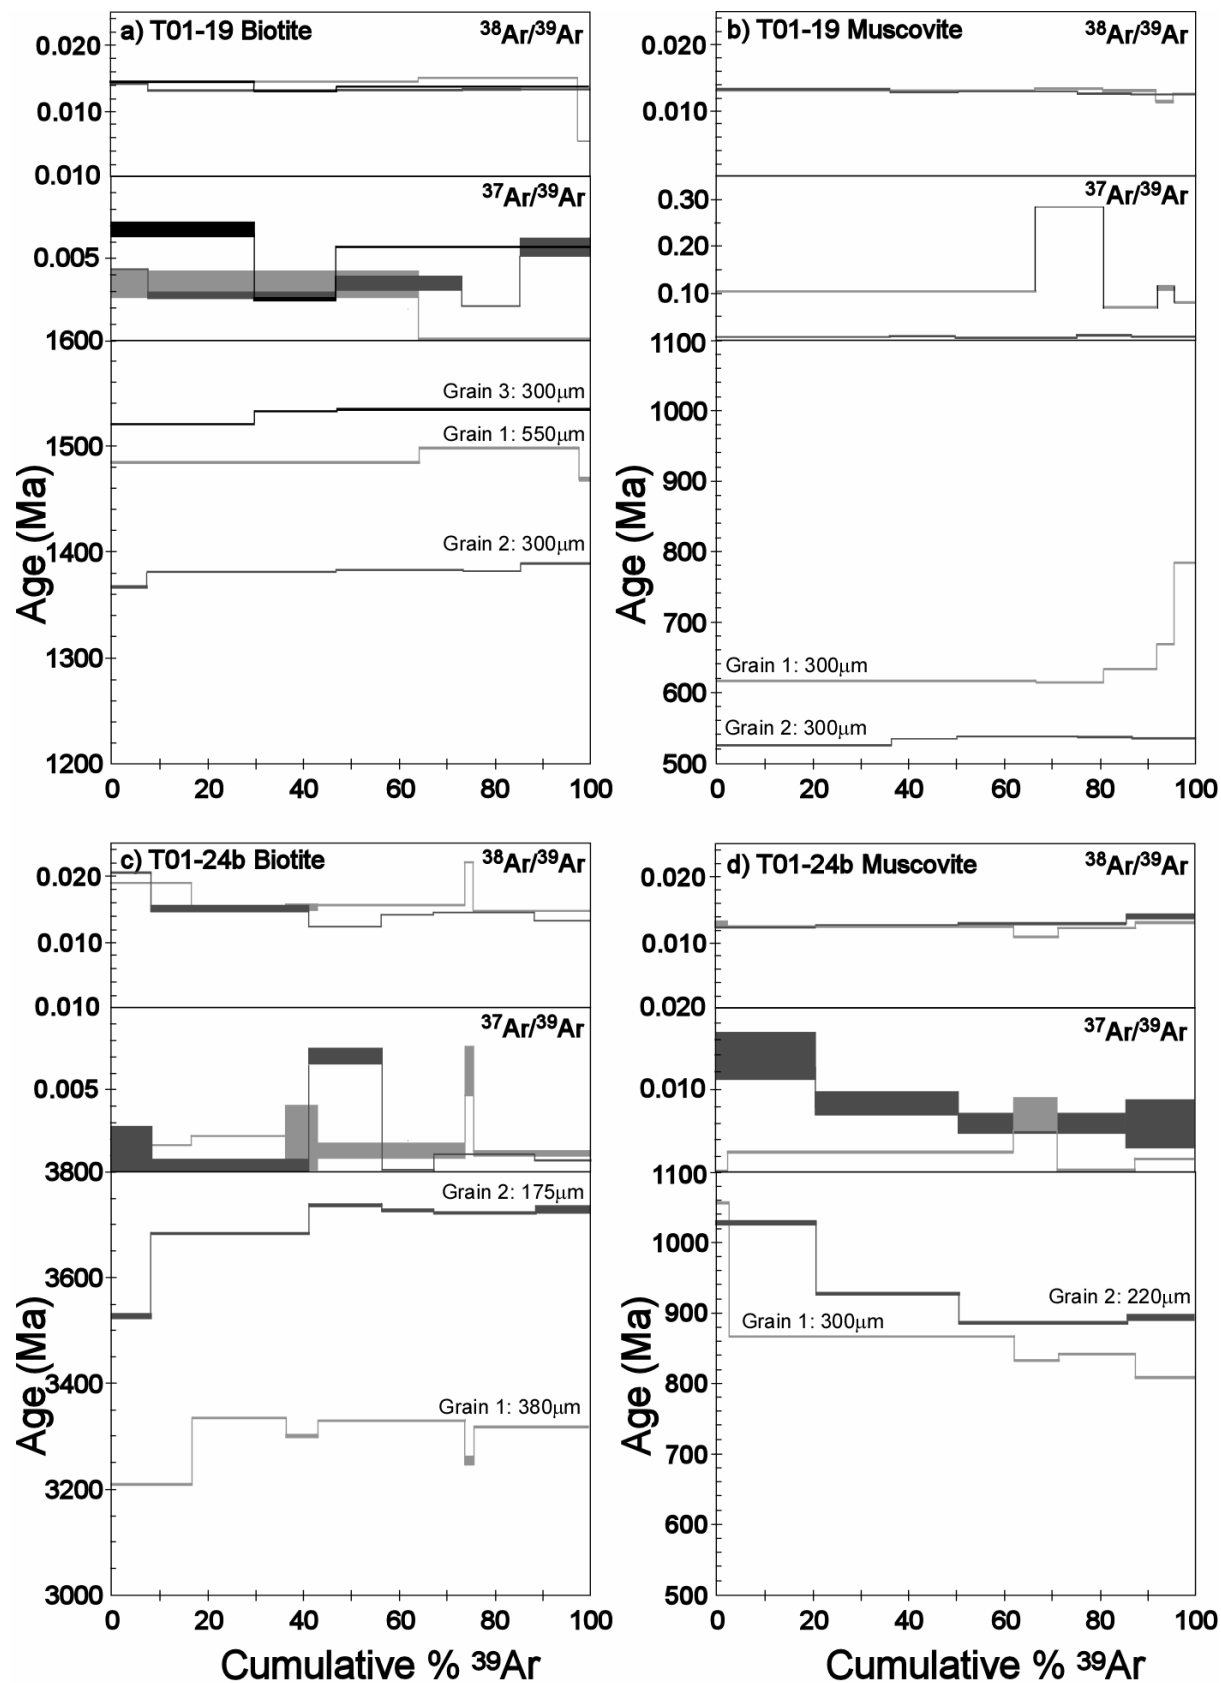 a) T01-19 Biotite
³⁸Ar/³⁹Ar
0.020
0.010
0.010
³⁷Ar/³⁹Ar
0.005
1600
Grain 3: 300μm
Grain 1: 550μm
1500
Grain 2: 300μm
1400
1300
1200
Age (Ma)
0 20 40 60 80 100
b) T01-19 Muscovite
³⁸Ar/³⁹Ar
0.020
0.010
³⁷Ar/³⁹Ar
0.30
0.20
0.10
1100
1000
900
800
700
Grain 1: 300μm
600
Grain 2: 300μm
500
Age (Ma)
0 20 40 60 80 100
c) T01-24b Biotite
³⁸Ar/³⁹Ar
0.020
0.010
0.010
³⁷Ar/³⁹Ar
0.005
3800
Grain 2: 175μm
3600
3400
Grain 1: 380μm
3200
3000
Age (Ma)
0 20 40 60 80 100
Cumulative % ³⁹Ar
d) T01-24b Muscovite
³⁸Ar/³⁹Ar
0.020
0.010
0.020
³⁷Ar/³⁹Ar
0.010
1100
1000
Grain 2: 220μm
900
Grain 1: 300μm
800
700
600
500
Age (Ma)
0 20 40 60 80 100
Cumulative % ³⁹Ar